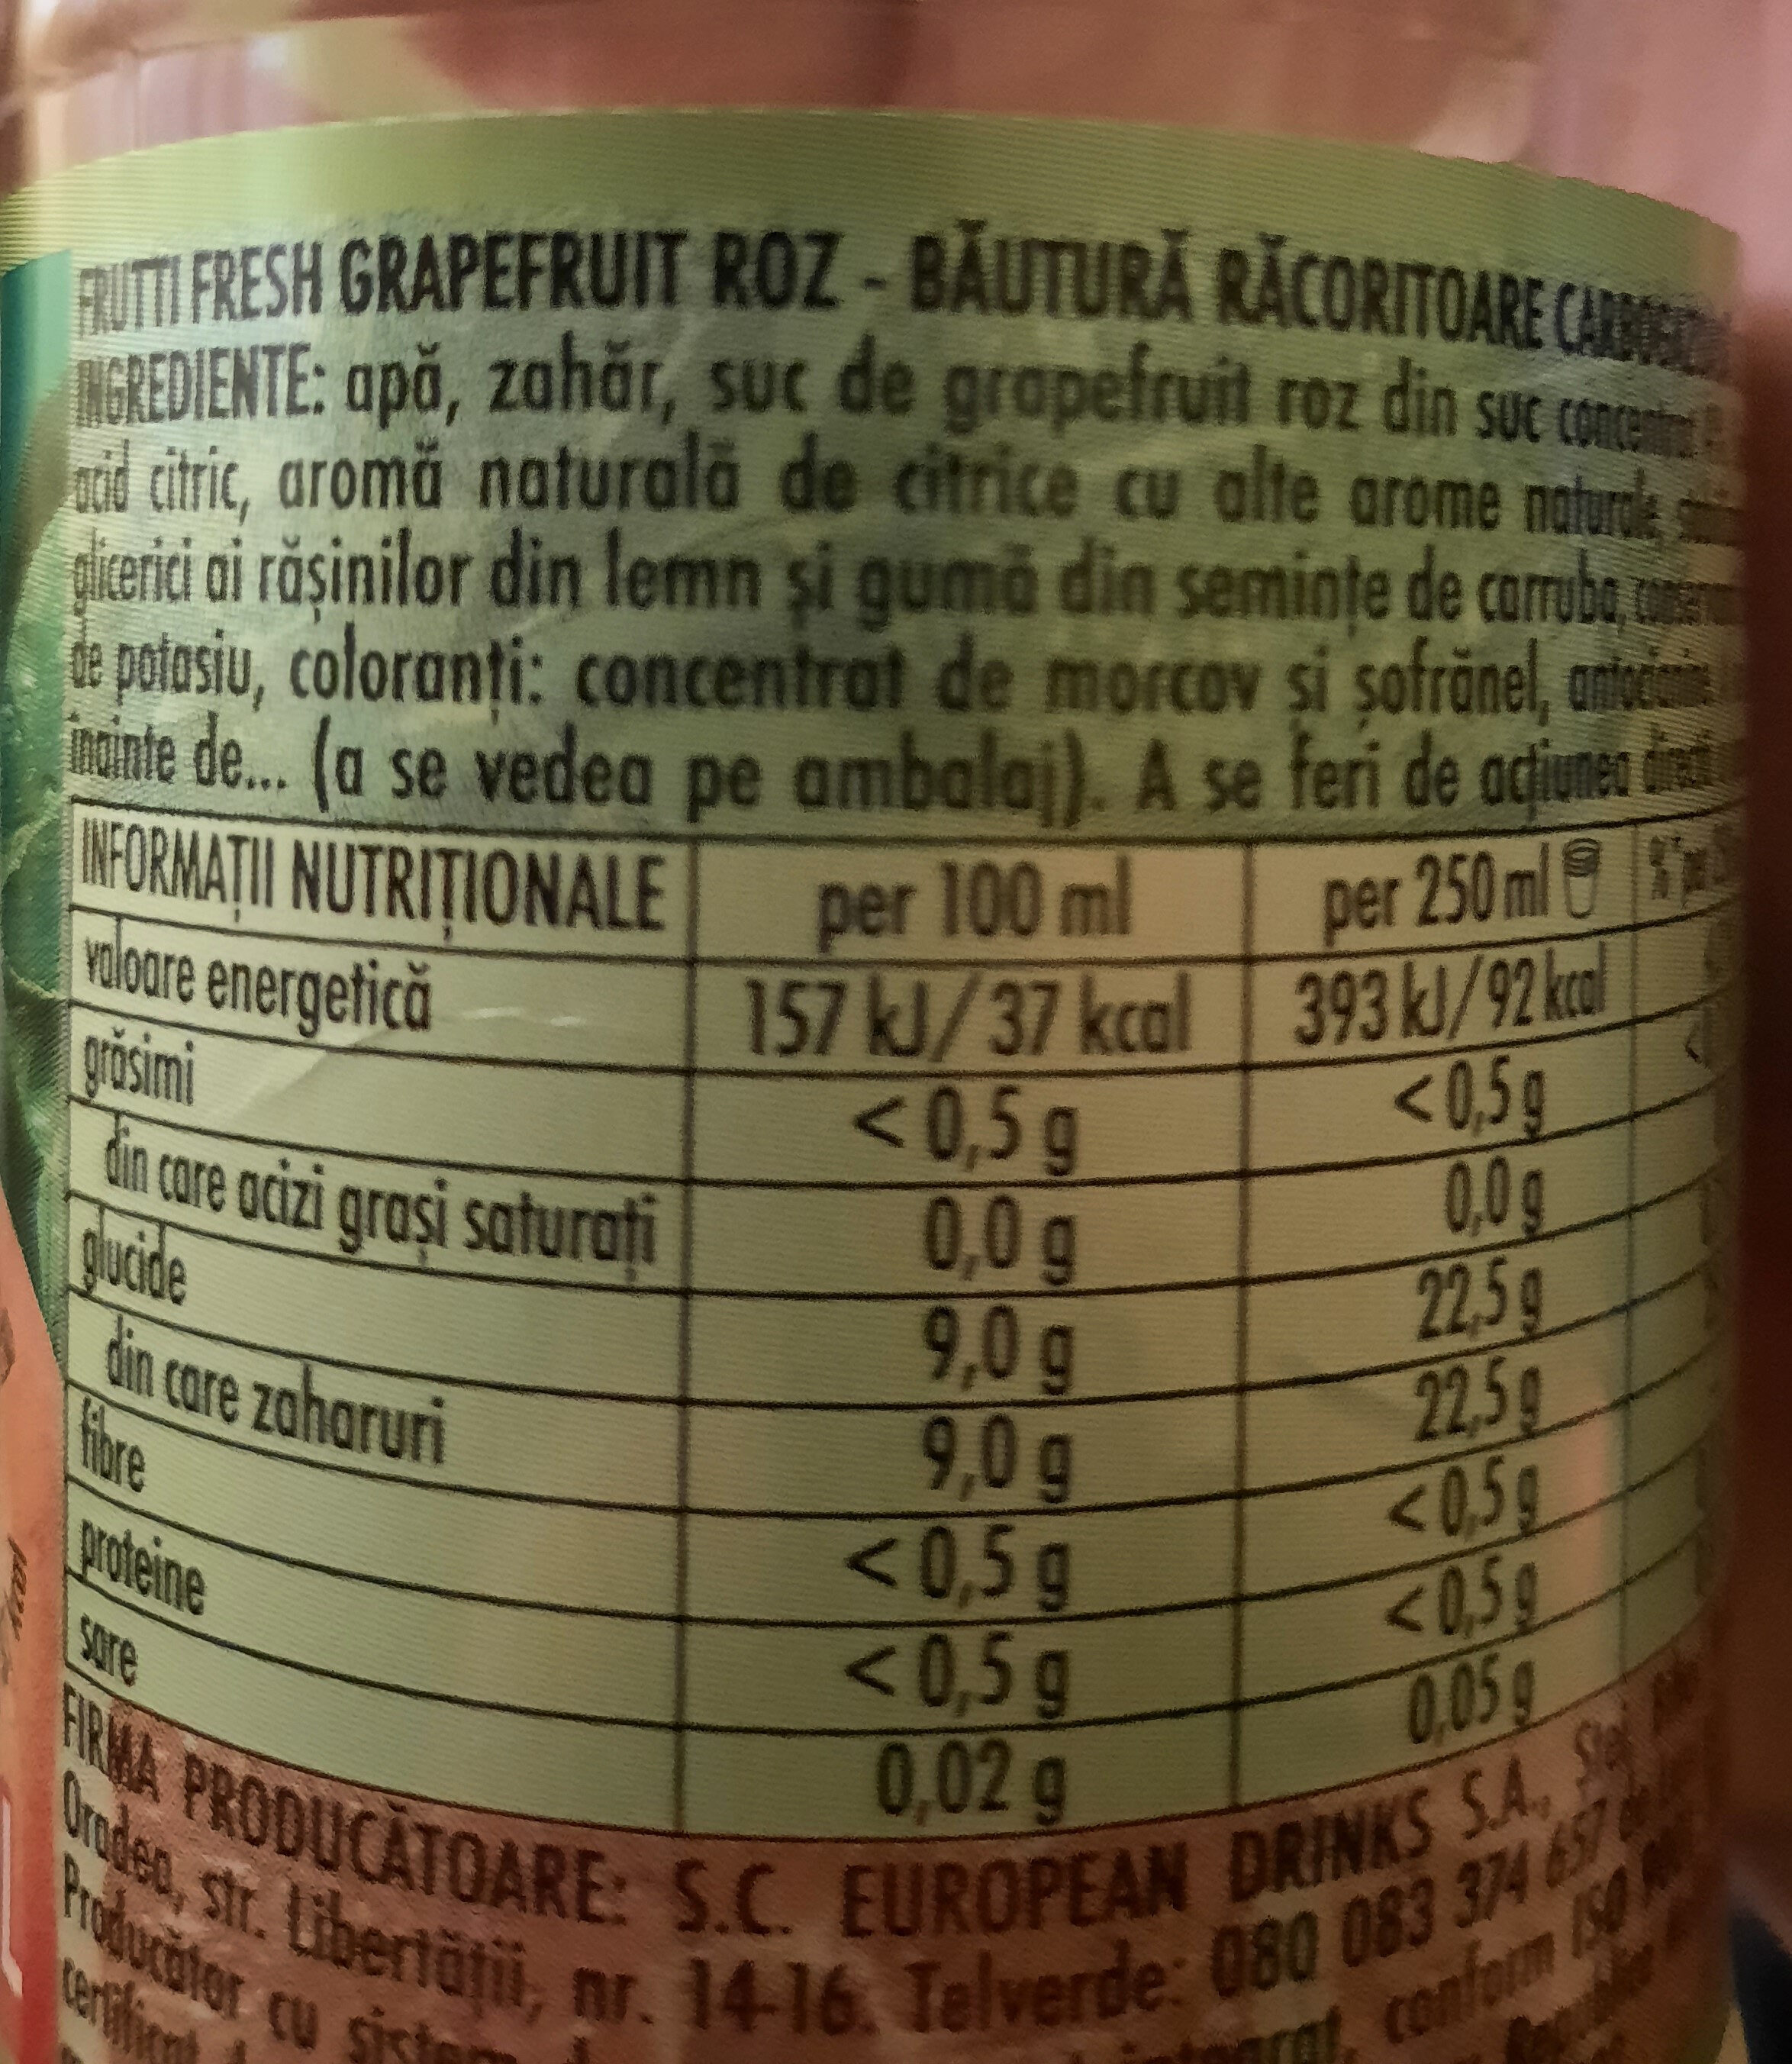 FRUTTI FRESH GRAPEFRUIT ROZ - BĂUTURĂ RĂCORITOARE
INGREDIENTE: apă, zahăr, suc de grapefruit roz din suc
acid citric, aromă naturală de citrice cu alte arome naturale,
glicerici ai rășinilor din lemn și gumă din semințe de carruba,
de potasiu, coloranți: concentrat de morcov si șofrănel,
înainte de... (a se vedea pe ambalaj). A se feri de acțiunea
INFORMAȚII NUTRIȚIONALE per 100 ml per 250 ml
valoare energetică 157 kJ/37 kcal 393 kJ/92 kcal
grăsimi < 0,5 g < 0,5 g
din care acizi grași saturați 0,0 g 0,0 g
glucide 9,0 g 22,5 g
din care zaharuri 9,0 g 22,5 g
fibre < 0,5 g < 0,5 g
proteine < 0,5 g < 0,5 g
sare 0,02 g 0,05 g
FIRMA PRODUCĂTOARE: S.C. EUROPEAN DRINKS S.A.,
Oradea, str. Libertății, nr. 14-16. Telverde: 080 083 374 657
Producător cu conform ISO